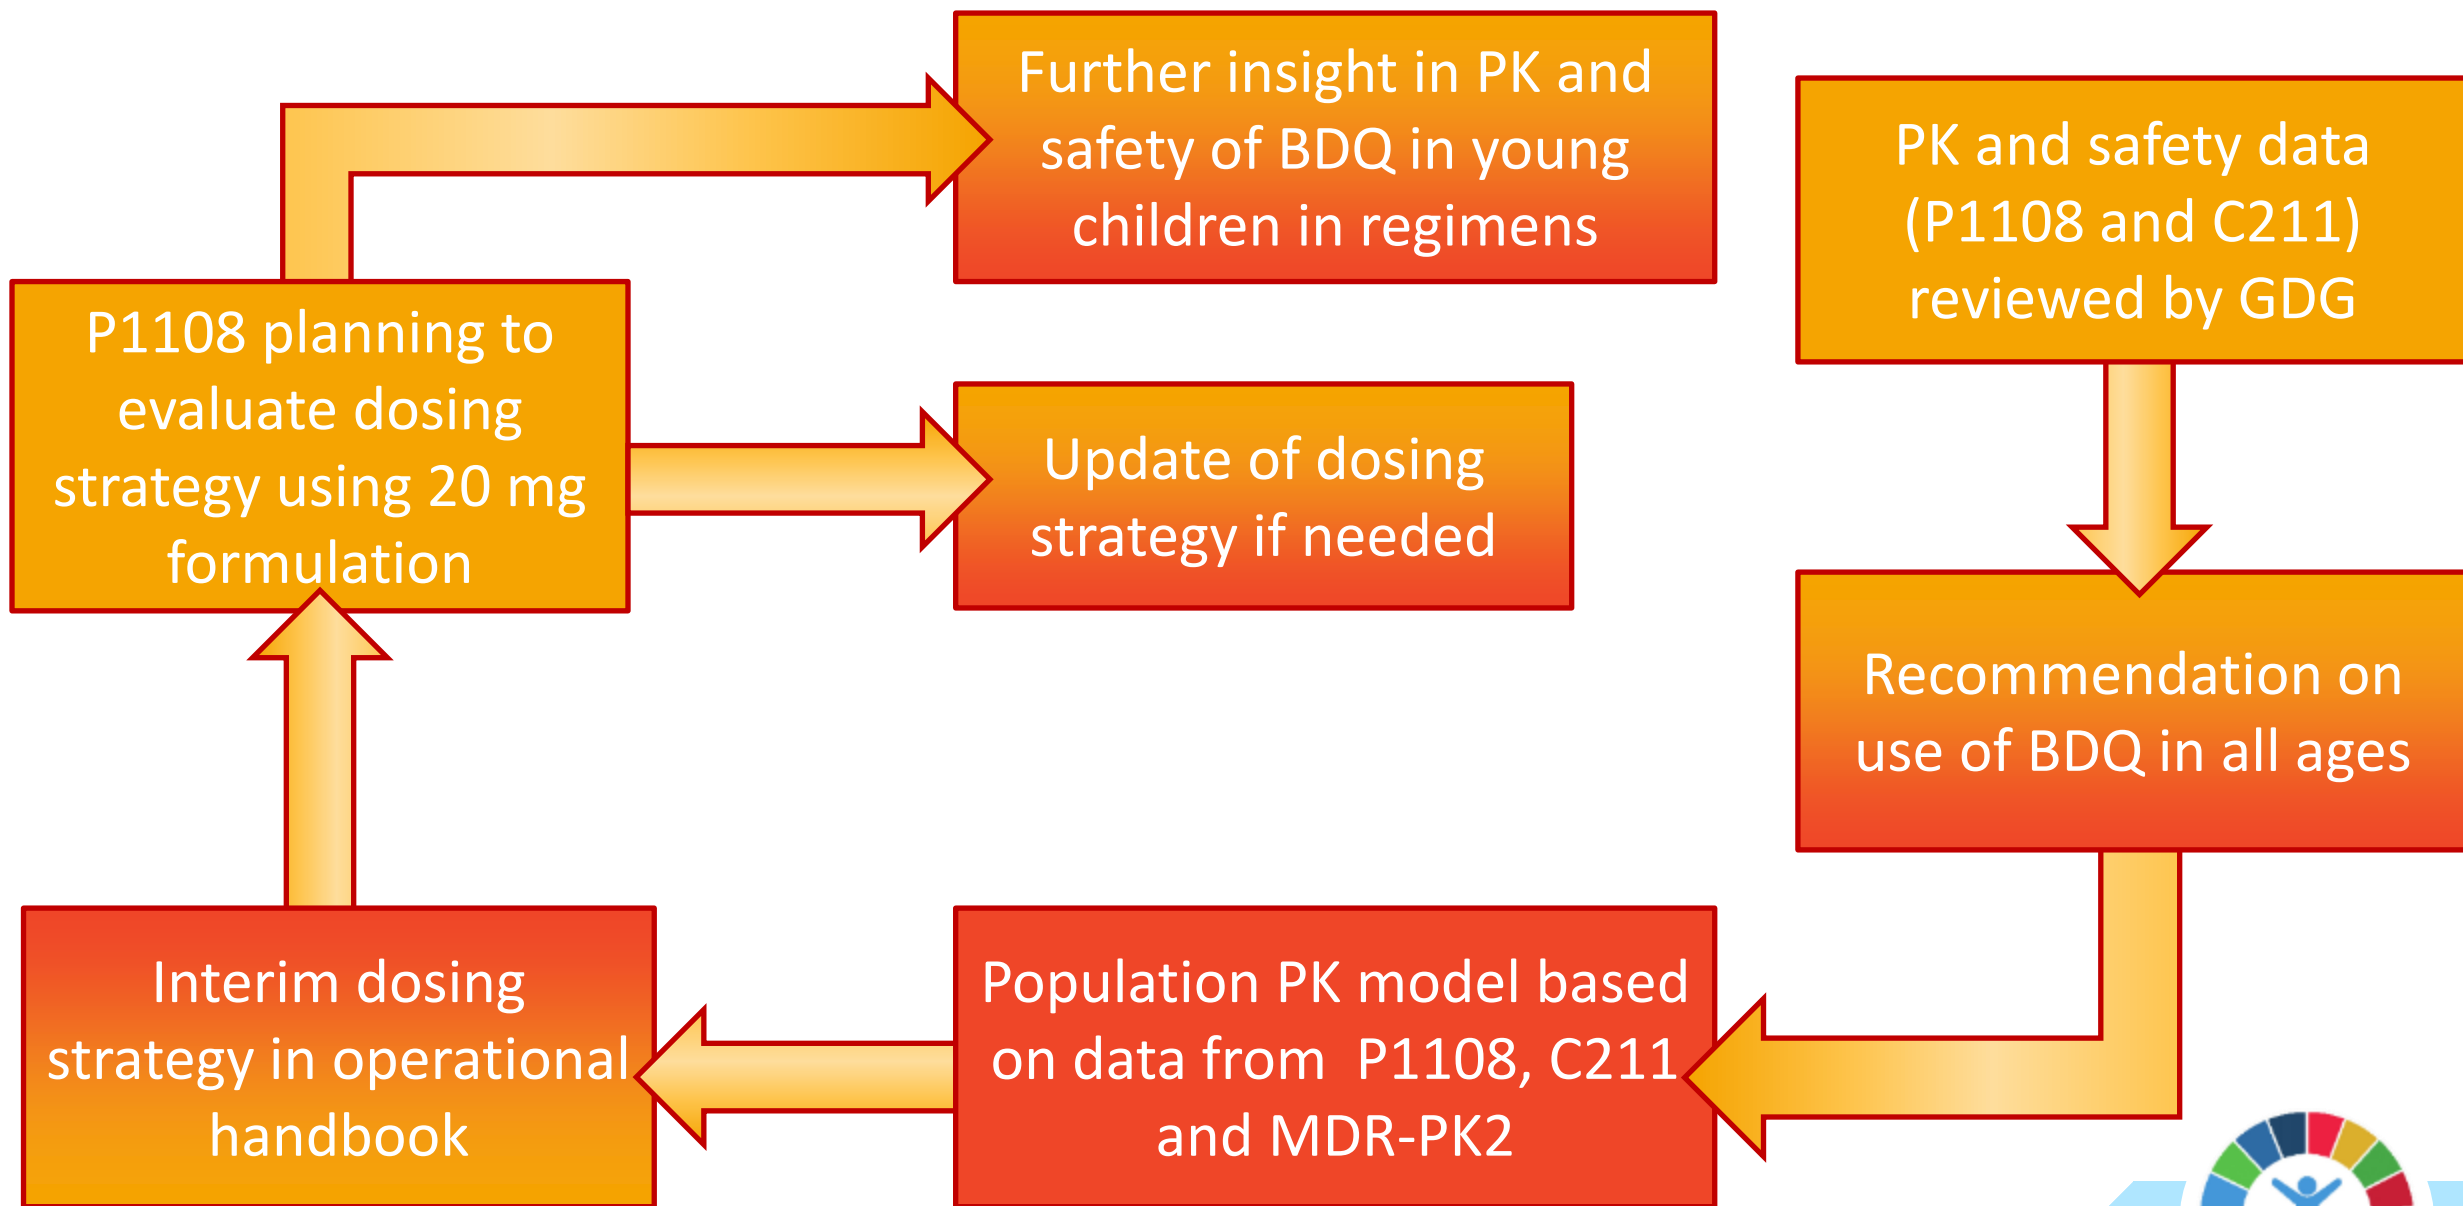 Further insight in PK and
safety of BDQ in young
children in regimens
PK and safety data
(P1108 and C211)
reviewed by GDG
P1108 planning to
evaluate dosing
strategy using 20 mg
formulation
Update of dosing
strategy if needed
Recommendation on
use of BDQ in all ages
Interim dosing
strategy in operational
handbook
Population PK model based
on data from  P1108, C211
and MDR-PK2